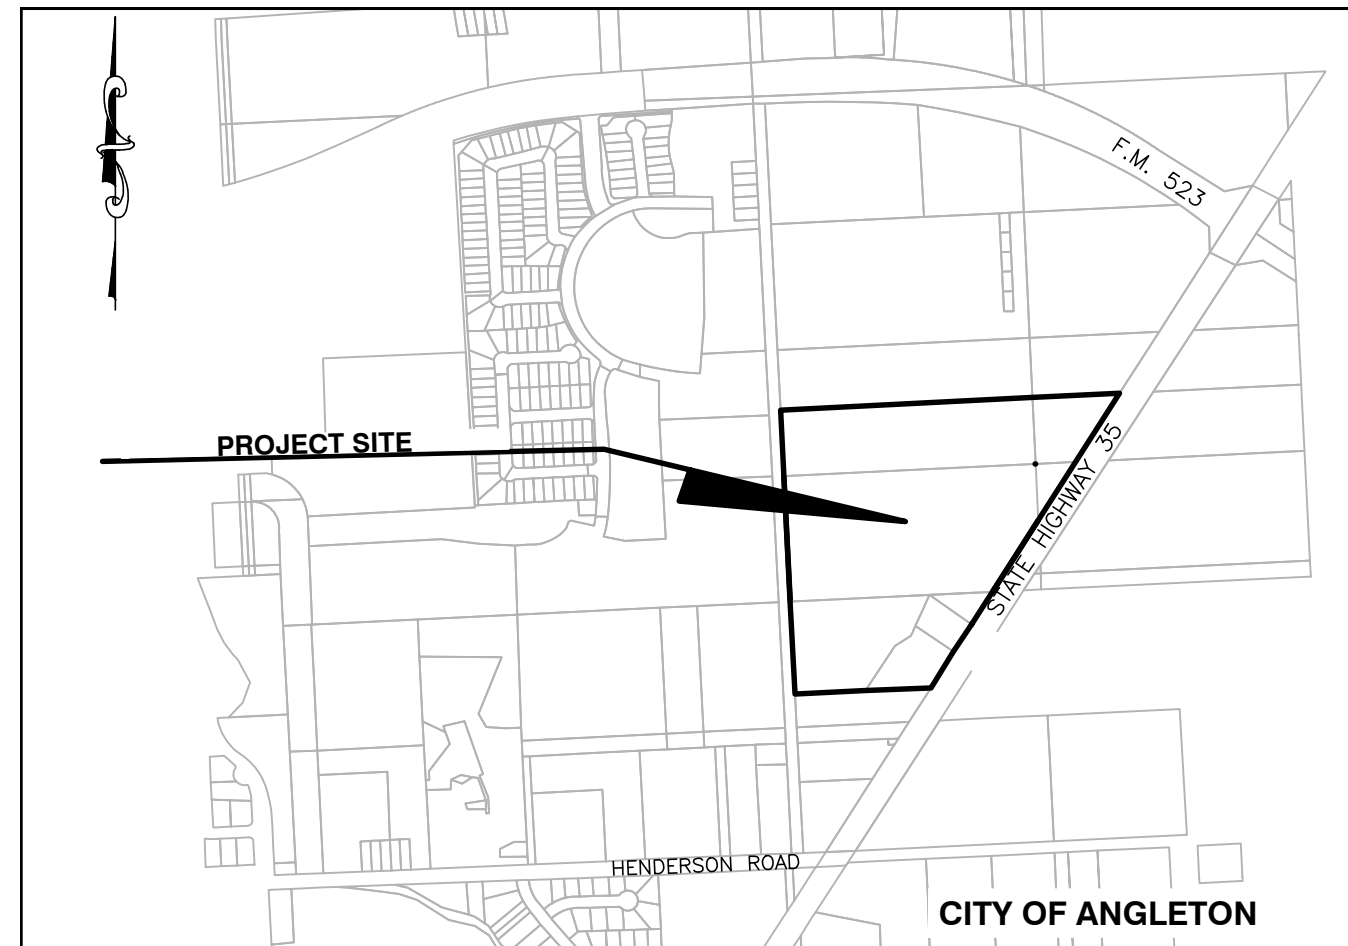 F.M. 523
PROJECT SITE
STATE HIGHWAY 35
HENDERSON ROAD
CITY OF ANGLETON